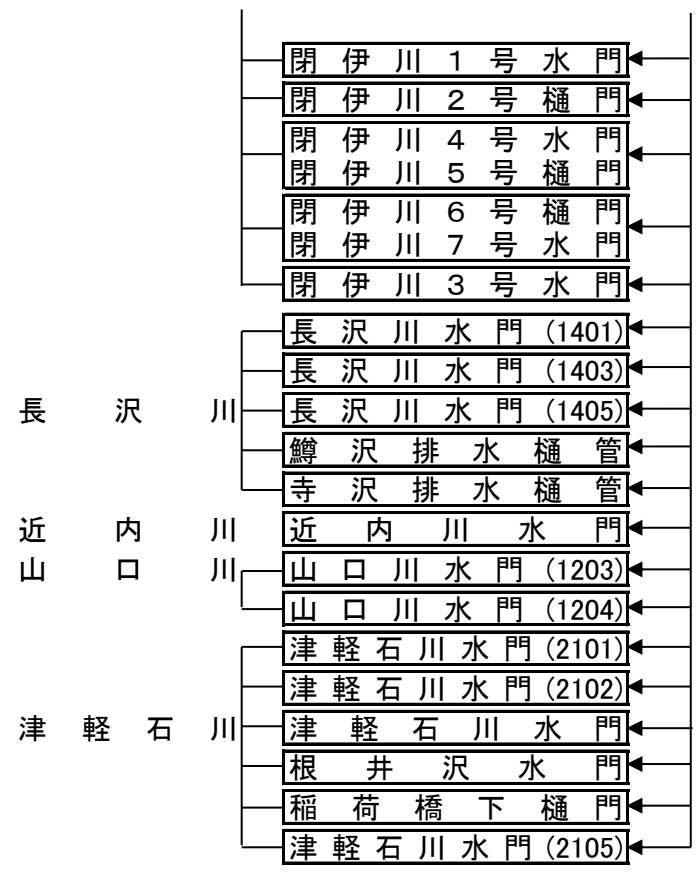 閉伊川1号水門
閉伊川2号樋門
閉伊川4号水門
閉伊川5号樋門
閉伊川6号樋門
閉伊川7号水門
閉伊川3号水門
長沢川水門(1401)
長沢川水門(1403)
長沢川 長沢川水門(1405)
鱒沢排水樋管
寺沢排水樋管
近内川 近内川水門
山口川 山口川水門(1203)
山口川水門(1204)
津軽石川水門(2101)
津軽石川水門(2102)
津軽石川 津軽石川水門
根井沢水門
稲荷橋下樋門
津軽石川水門(2105)